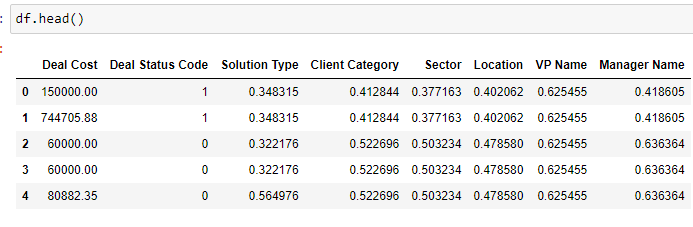 : df.head()
:
Deal Cost Deal Status Code Solution Type Client Category Sector Location VP Name Manager Name
0 150000.00 1 0.348315 0.412844 0.377163 0.402062 0.625455 0.418605
1 744705.88 1 0.348315 0.412844 0.377163 0.402062 0.625455 0.418605
2 60000.00 0 0.322176 0.522696 0.503234 0.478580 0.625455 0.636364
3 60000.00 0 0.322176 0.522696 0.503234 0.478580 0.625455 0.636364
4 80882.35 0 0.564976 0.522696 0.503234 0.478580 0.625455 0.636364